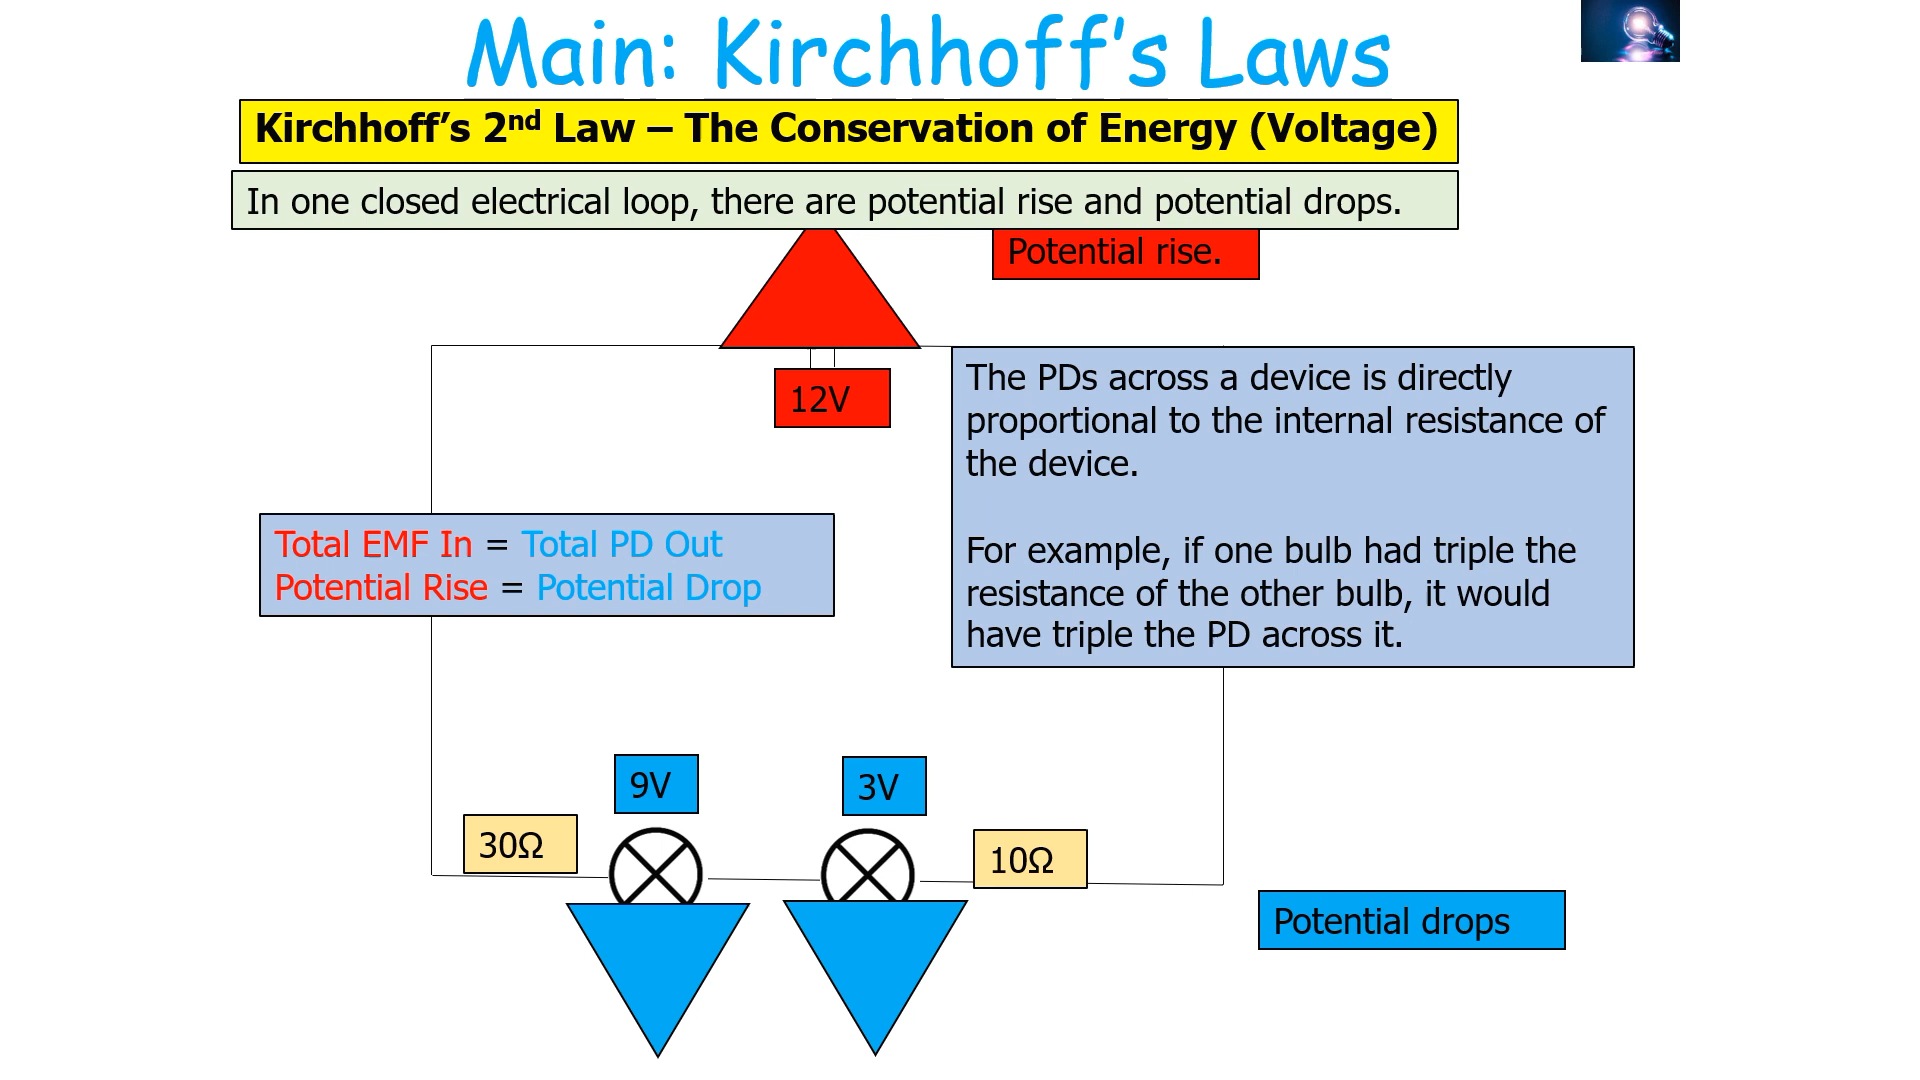 Main: Kirchhoff's Laws
Kirchhoff’s 2nd Law – The Conservation of Energy (Voltage)
In one closed electrical loop, there are potential rise and potential drops.
Potential rise.
12V
The PDs across a device is directly
proportional to the internal resistance of
the device.
For example, if one bulb had triple the
resistance of the other bulb, it would
have triple the PD across it.
Total EMF In = Total PD Out
Potential Rise = Potential Drop
9V
3V
30Ω
10Ω
Potential drops